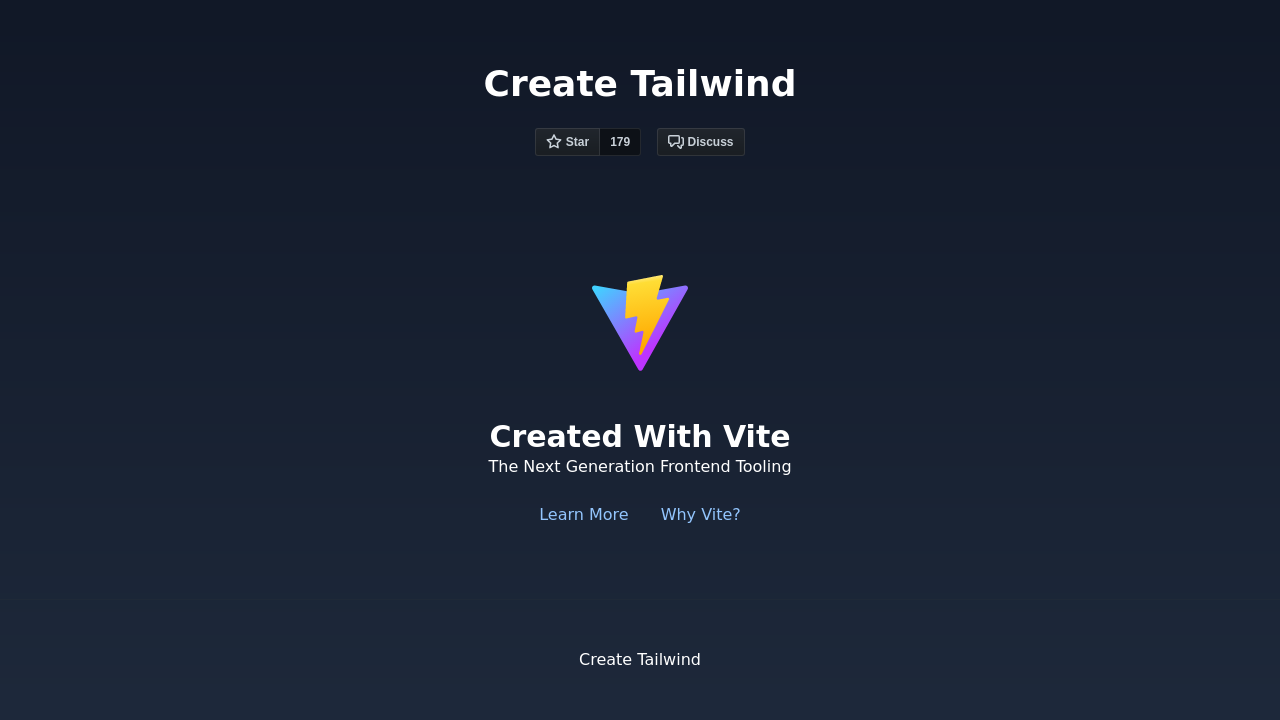 Create Tailwind
Star 179 Discuss
Created With Vite
The Next Generation Frontend Tooling
Learn More Why Vite?
Create Tailwind